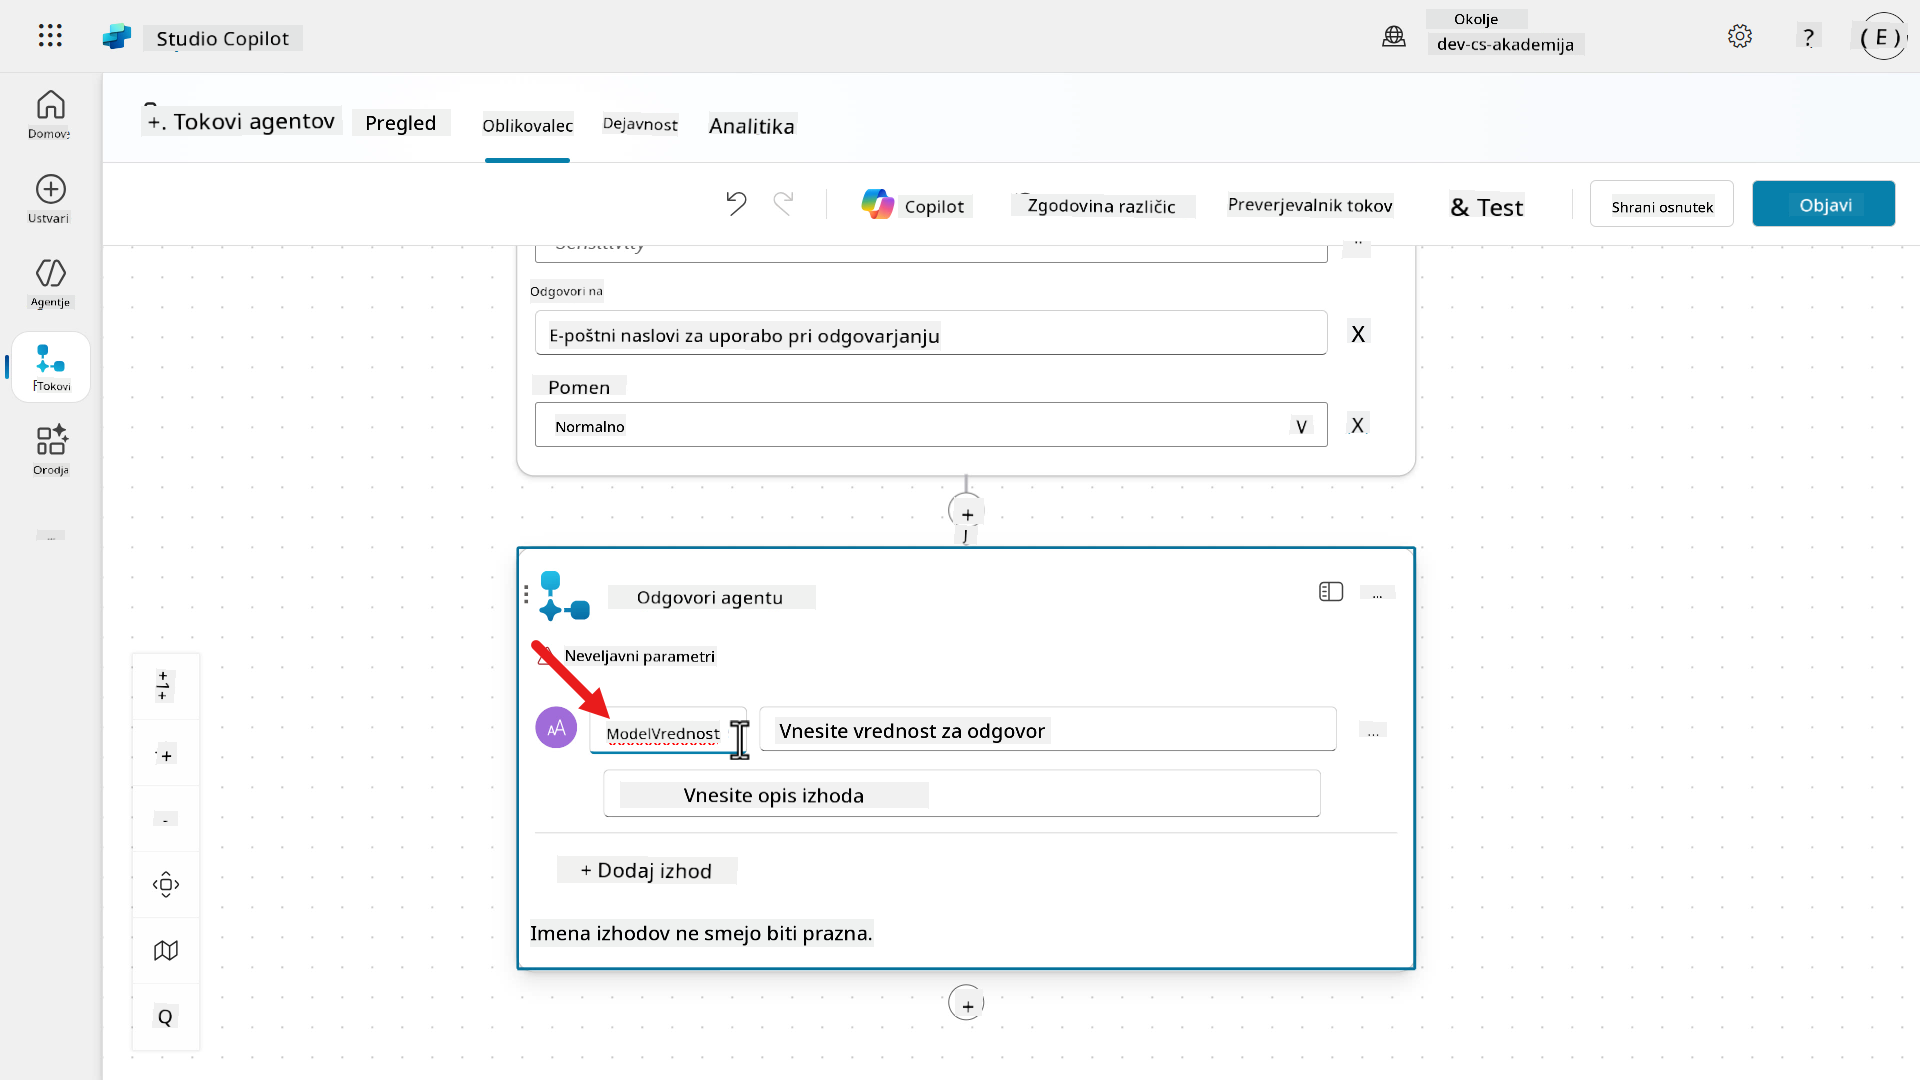 Studio Copilot
Okolje
dev-cs-akademija
?
( E )
+. Tokovi agentov
Pregled
Oblikovalec
Dejavnost
Analitika
Copilot
Zgodovina različic
Preverjevalnik tokov
& Test
Shrani osnutek
Objavi
Domov
Ustvari
Agentje
Tokovi
Orodja
...
Sensitivity
Odgovori na
E-poštni naslovi za uporabo pri odgovarjanju
X
Pomen
Normalno
V
X
+
Odgovori agentu
...
Neveljavni parametri
AA
ModelVrednost
Vnesite vrednost za odgovor
...
Vnesite opis izhoda
+ Dodaj izhod
Imena izhodov ne smejo biti prazna.
+
+
-
Q